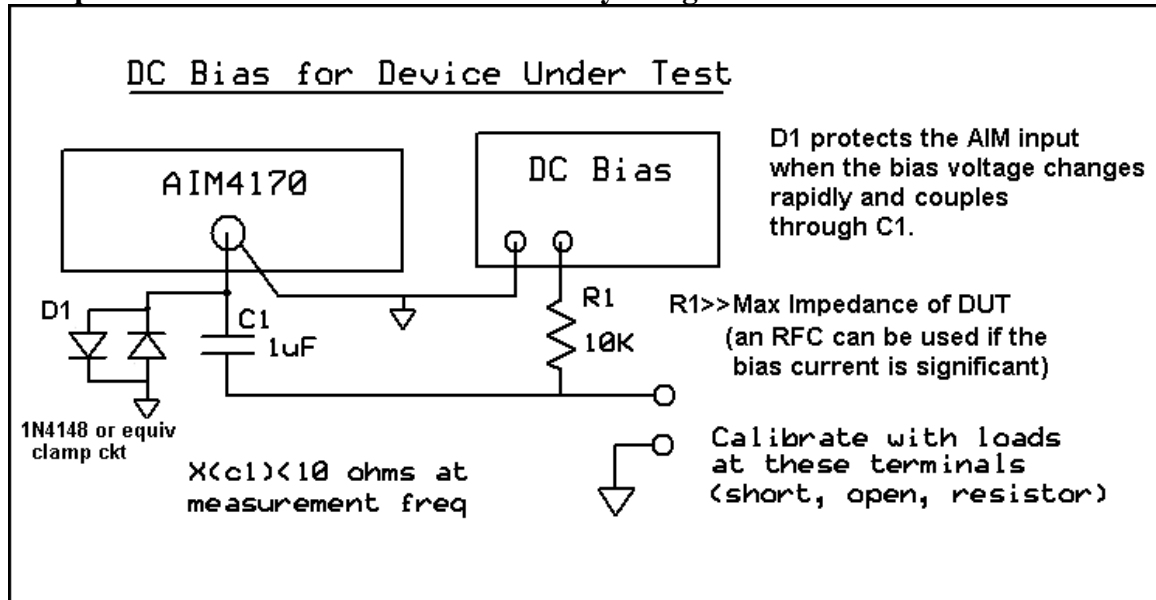 DC Bias for Device Under Test
AIM4170
DC Bias
D1 protects the AIM input
when the bias voltage changes
rapidly and couples
through C1.
D1
C1
1uF
R1
10K
R1>>Max Impedance of DUT
(an RFC can be used if the
bias current is significant)
1N4148 or equiv
clamp ckt
X(c1)<10 ohms at
measurement freq
Calibrate with loads
at these terminals
(short, open, resistor)